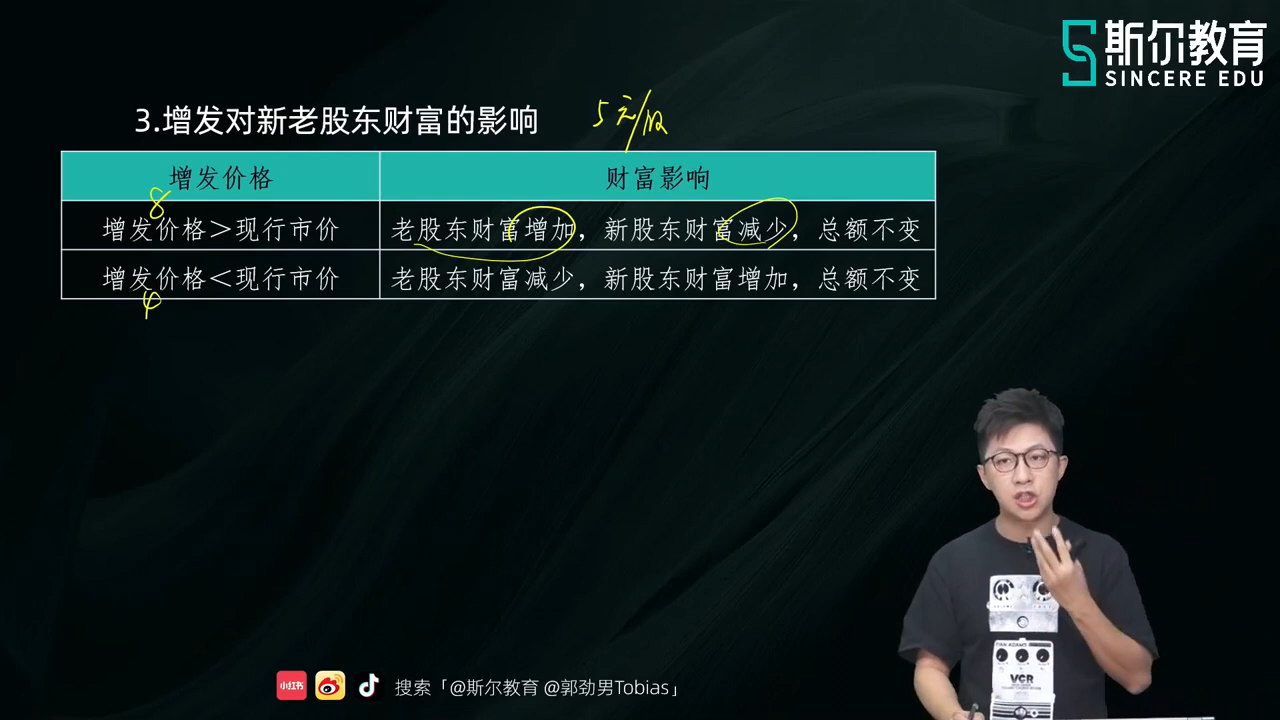 斯尔教育
SINCERE EDU
3.增发对新老股东财富的影响 5元/股
增发价格 财富影响
8
增发价格＞现行市价 老股东财富增加，新股东财富减少，总额不变
增发价格＜现行市价 老股东财富减少，新股东财富增加，总额不变
4
VCR
小红书 搜索「@斯尔教育 @郭劲男Tobias」